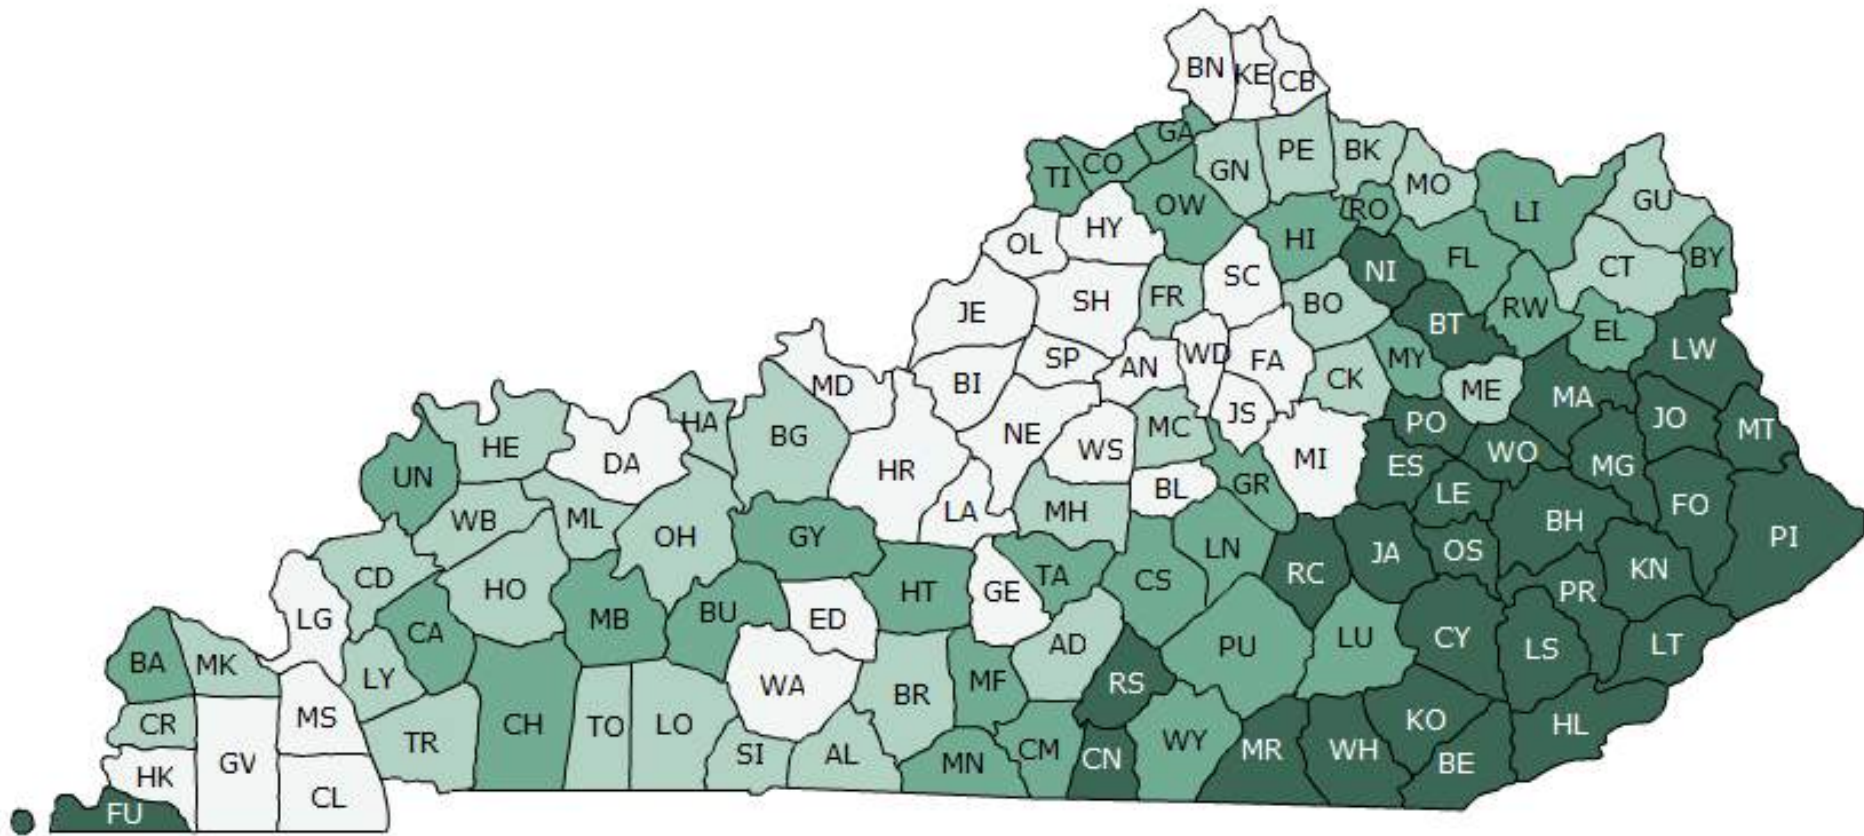 BN KE CB
GA
TI CO GN PE BK
OW RO MO LI GU
OL HY HI
JE SH FR SC BO NI FL CT BY
RW EL
MD BI SP AN WD FA BT LW
CK MY ME MA
HE DA HA BG NE WS MC JS PO JO MT
UN HR MI ES WO MG
WB ML LA MH BL GR LE FO
OH GY BH PI
CD HO HT GE TA CS LN RC JA OS KN
LG CA MB BU ED PR
BA MK AD PU LU CY LS LT
LY WA BR MF RS
CR MS TR CH TO LO SI AL CM WY MR WH KO HL
HK GV MN CN BE
FU CL